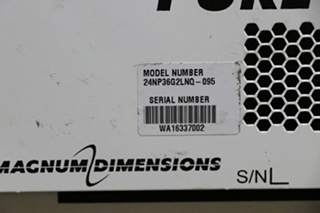 MODEL NUMBER
24NP36G2LNQ-095
SERIAL NUMBER
WA16337002
MAGNUM DIMENSIONS
S/N